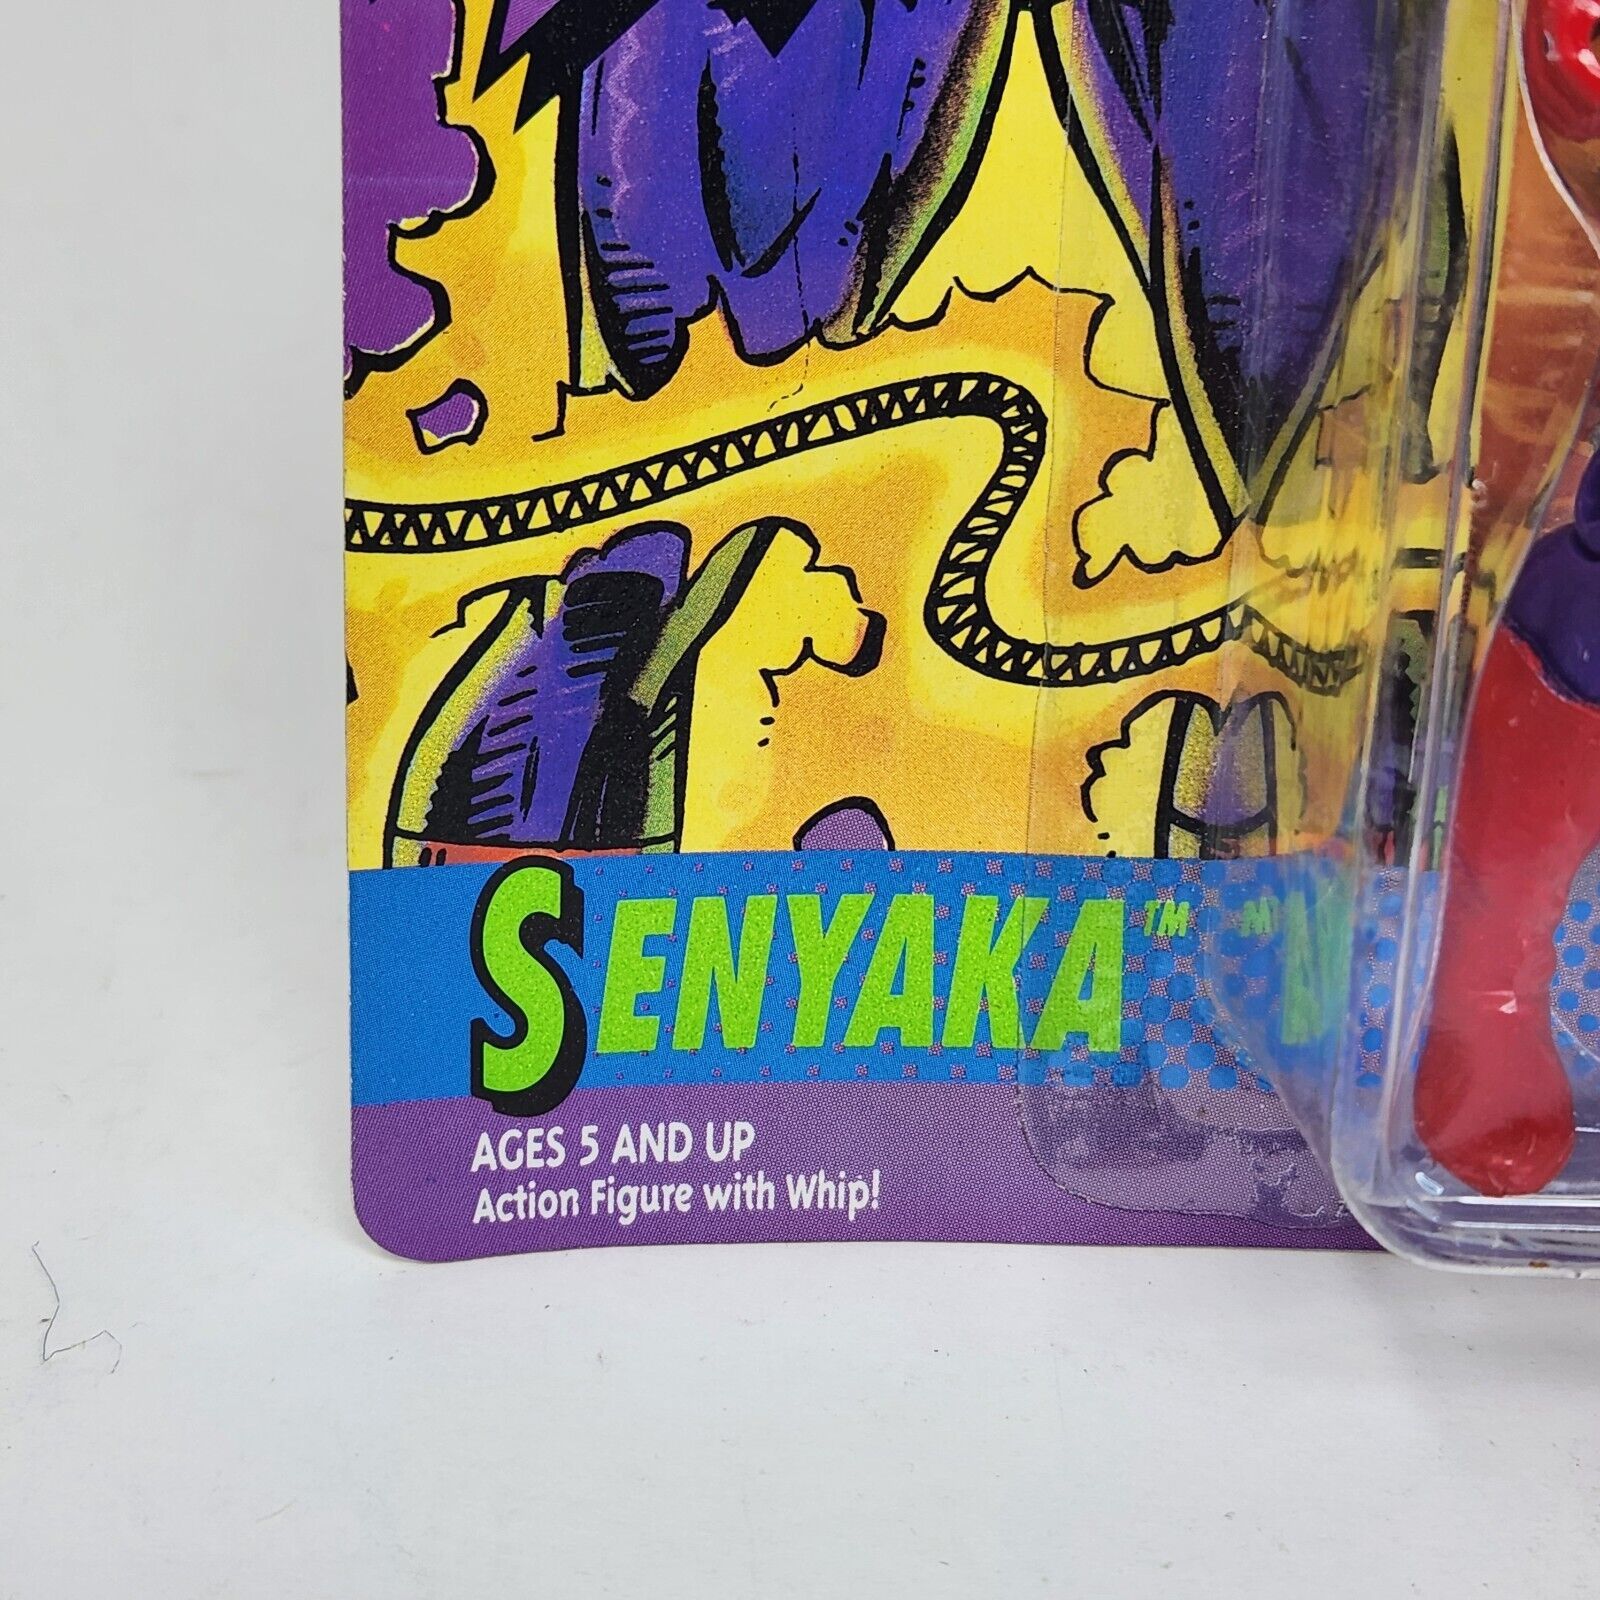 SENYAKA™
AGES 5 AND UP
Action Figure with Whip!